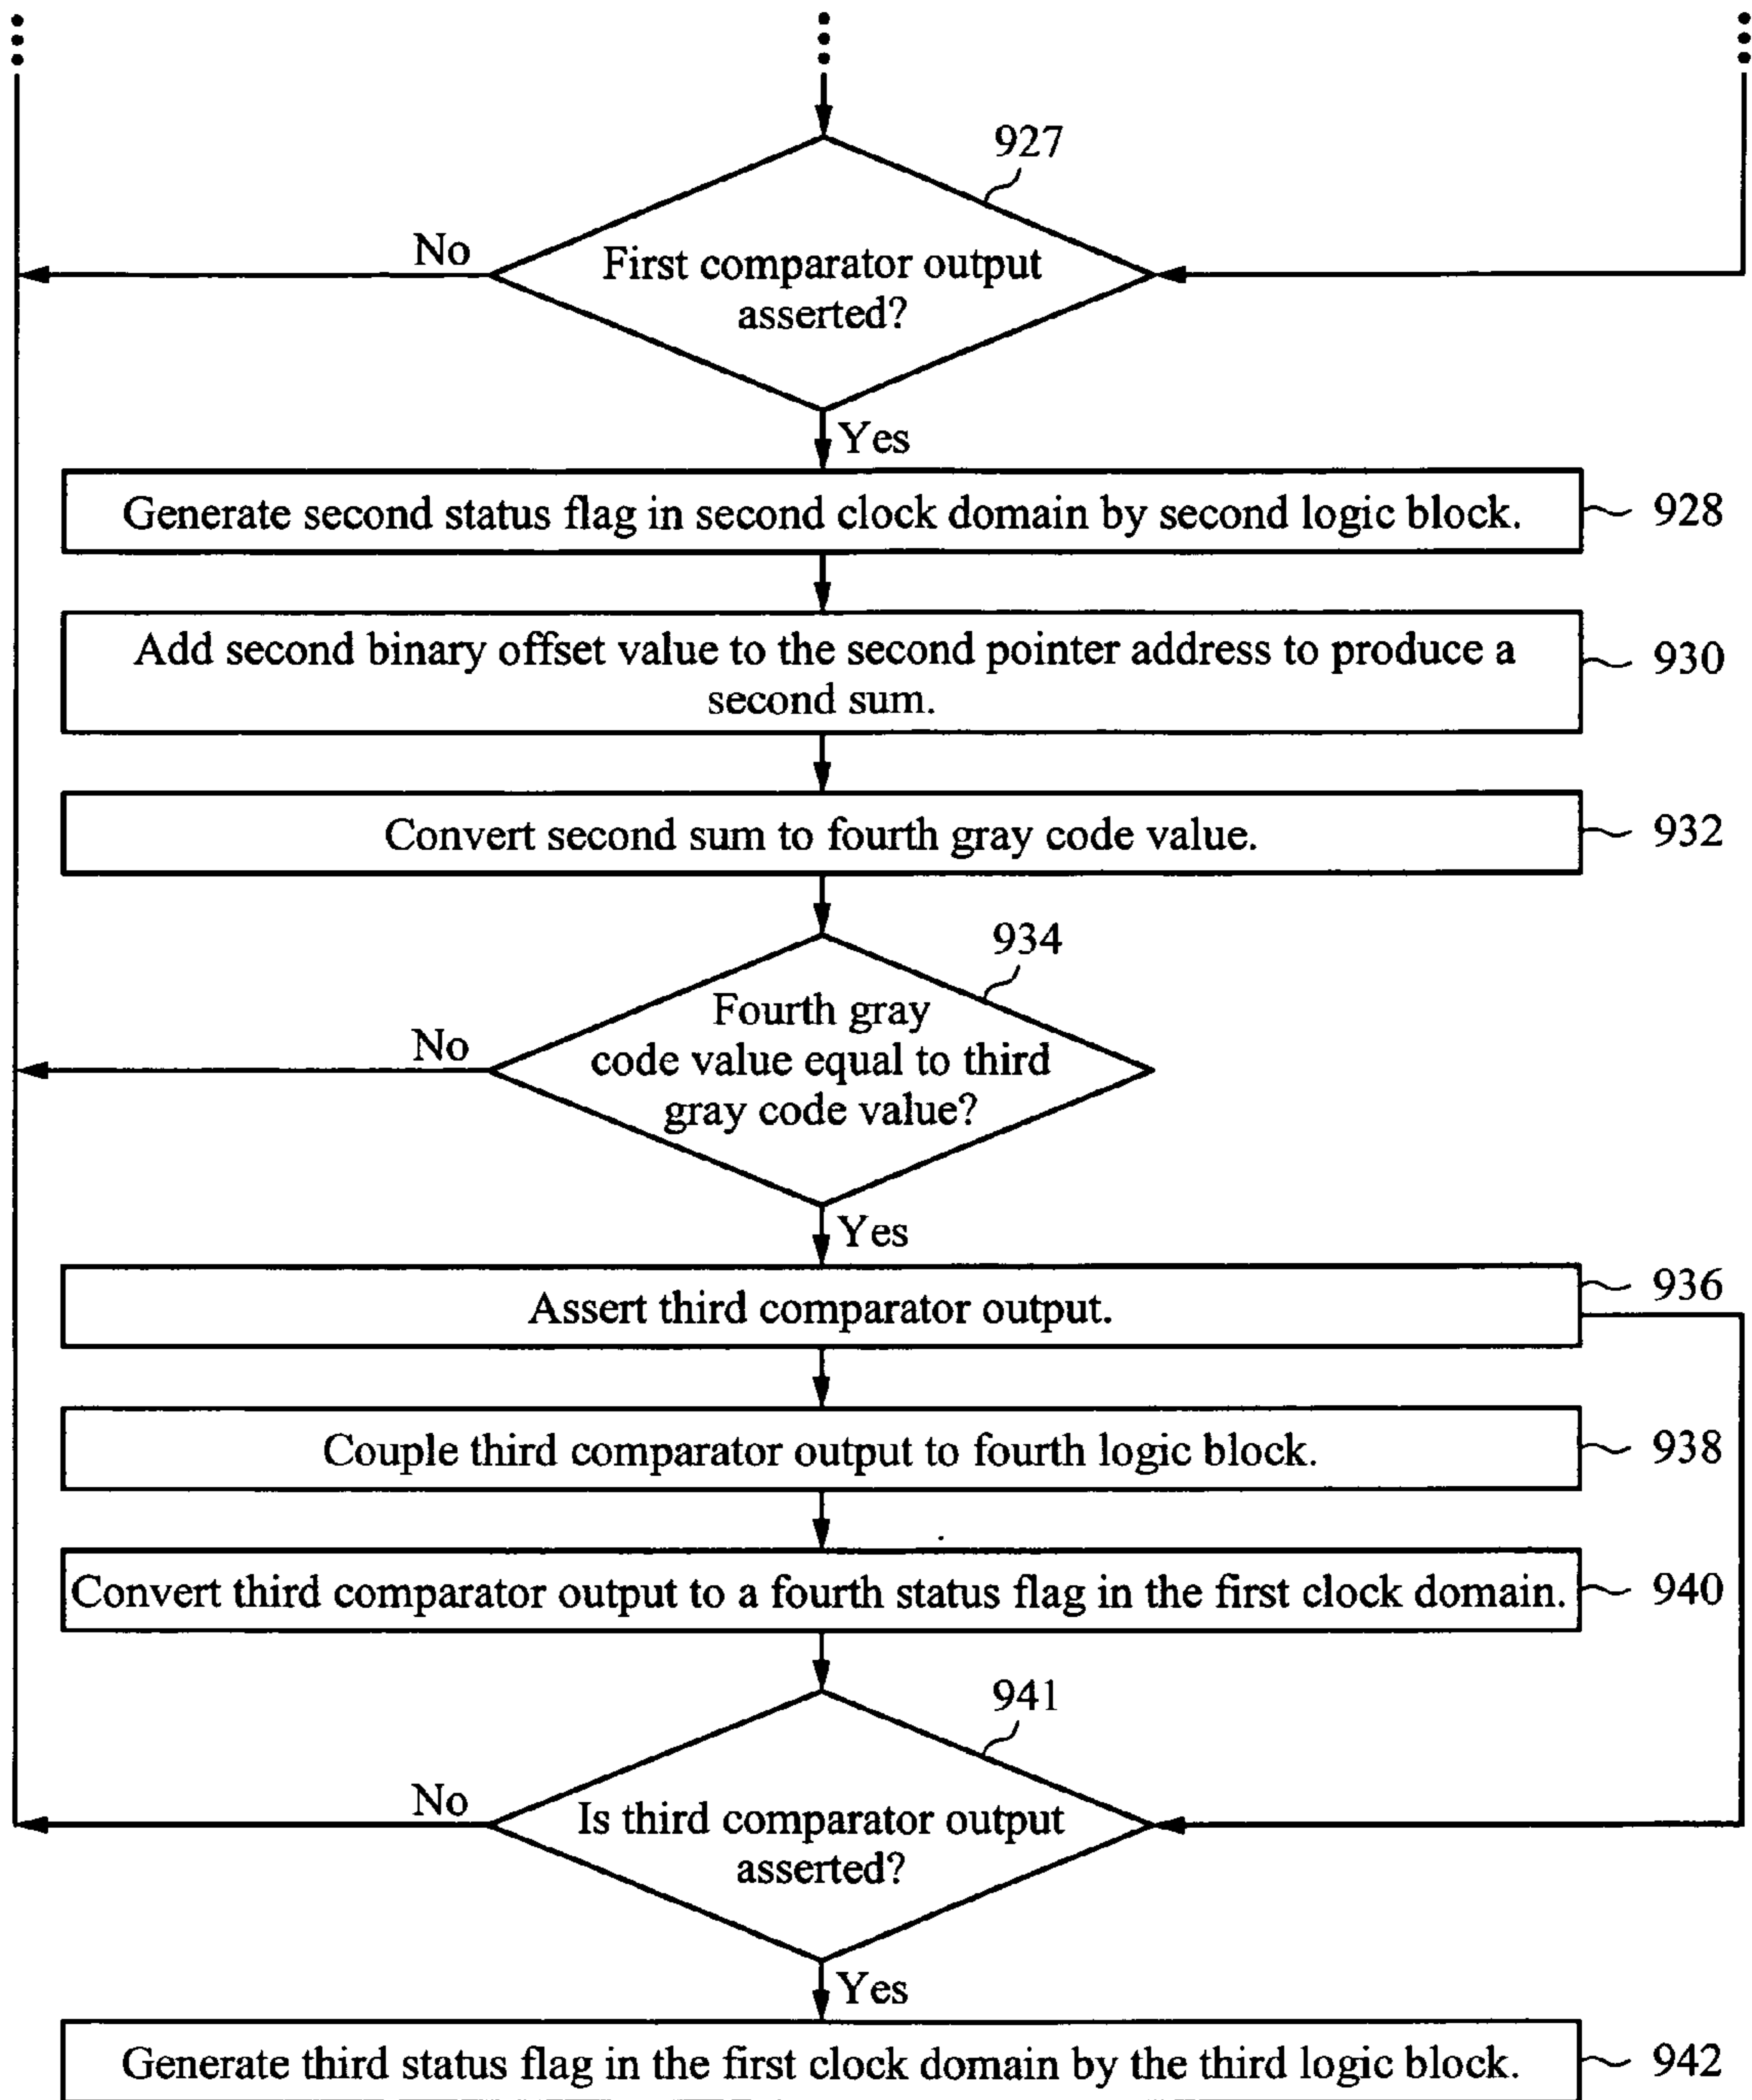 927
No
First comparator output
asserted?
Yes
Generate second status flag in second clock domain by second logic block.
928
Add second binary offset value to the second pointer address to produce a
second sum.
930
Convert second sum to fourth gray code value.
932
934
No
Fourth gray
code value equal to third
gray code value?
Yes
Assert third comparator output.
936
Couple third comparator output to fourth logic block.
938
Convert third comparator output to a fourth status flag in the first clock domain.
940
941
No
Is third comparator output
asserted?
Yes
Generate third status flag in the first clock domain by the third logic block.
942